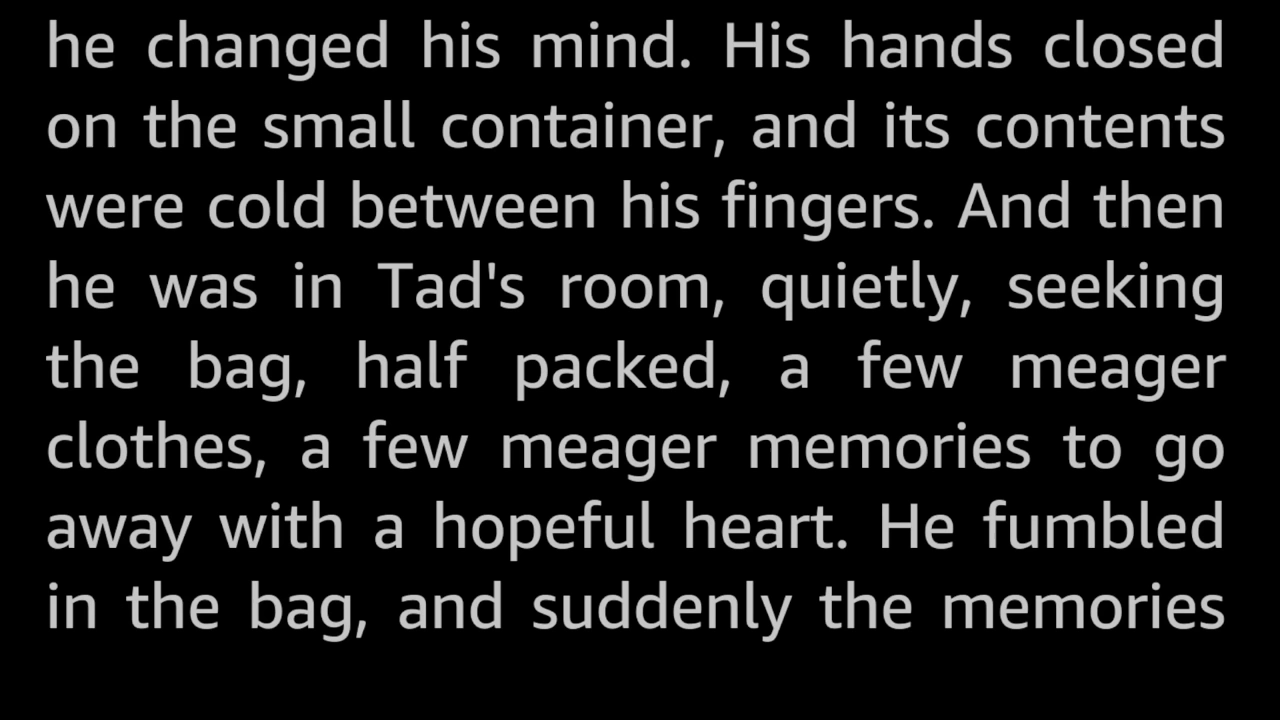 he changed his mind. His hands closed
on the small container, and its contents
were cold between his fingers. And then
he was in Tad's room, quietly, seeking
the bag, half packed, a few meager
clothes, a few meager memories to go
away with a hopeful heart. He fumbled
in the bag, and suddenly the memories